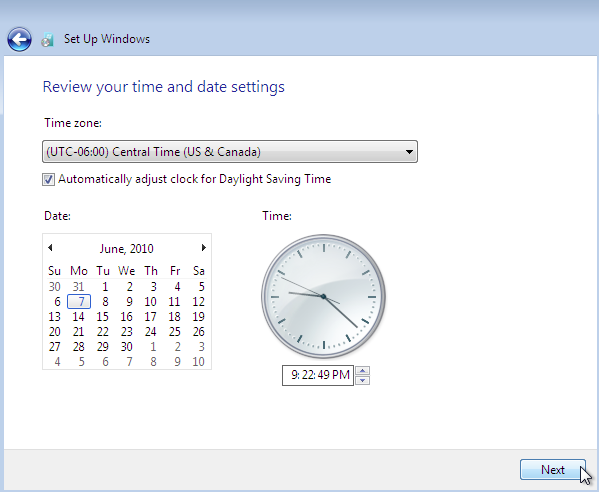 Set Up Windows
Review your time and date settings
Time zone:
(UTC-06:00) Central Time (US & Canada)
Automatically adjust clock for Daylight Saving Time
Date:
Time:
June, 2010
Su Mo Tu We Th Fr Sa
30 31 1 2 3 4 5
6 7 8 9 10 11 12
13 14 15 16 17 18 19
20 21 22 23 24 25 26
27 28 29 30 1 2 3
4 5 6 7 8 9 10
9:22:49 PM
Next